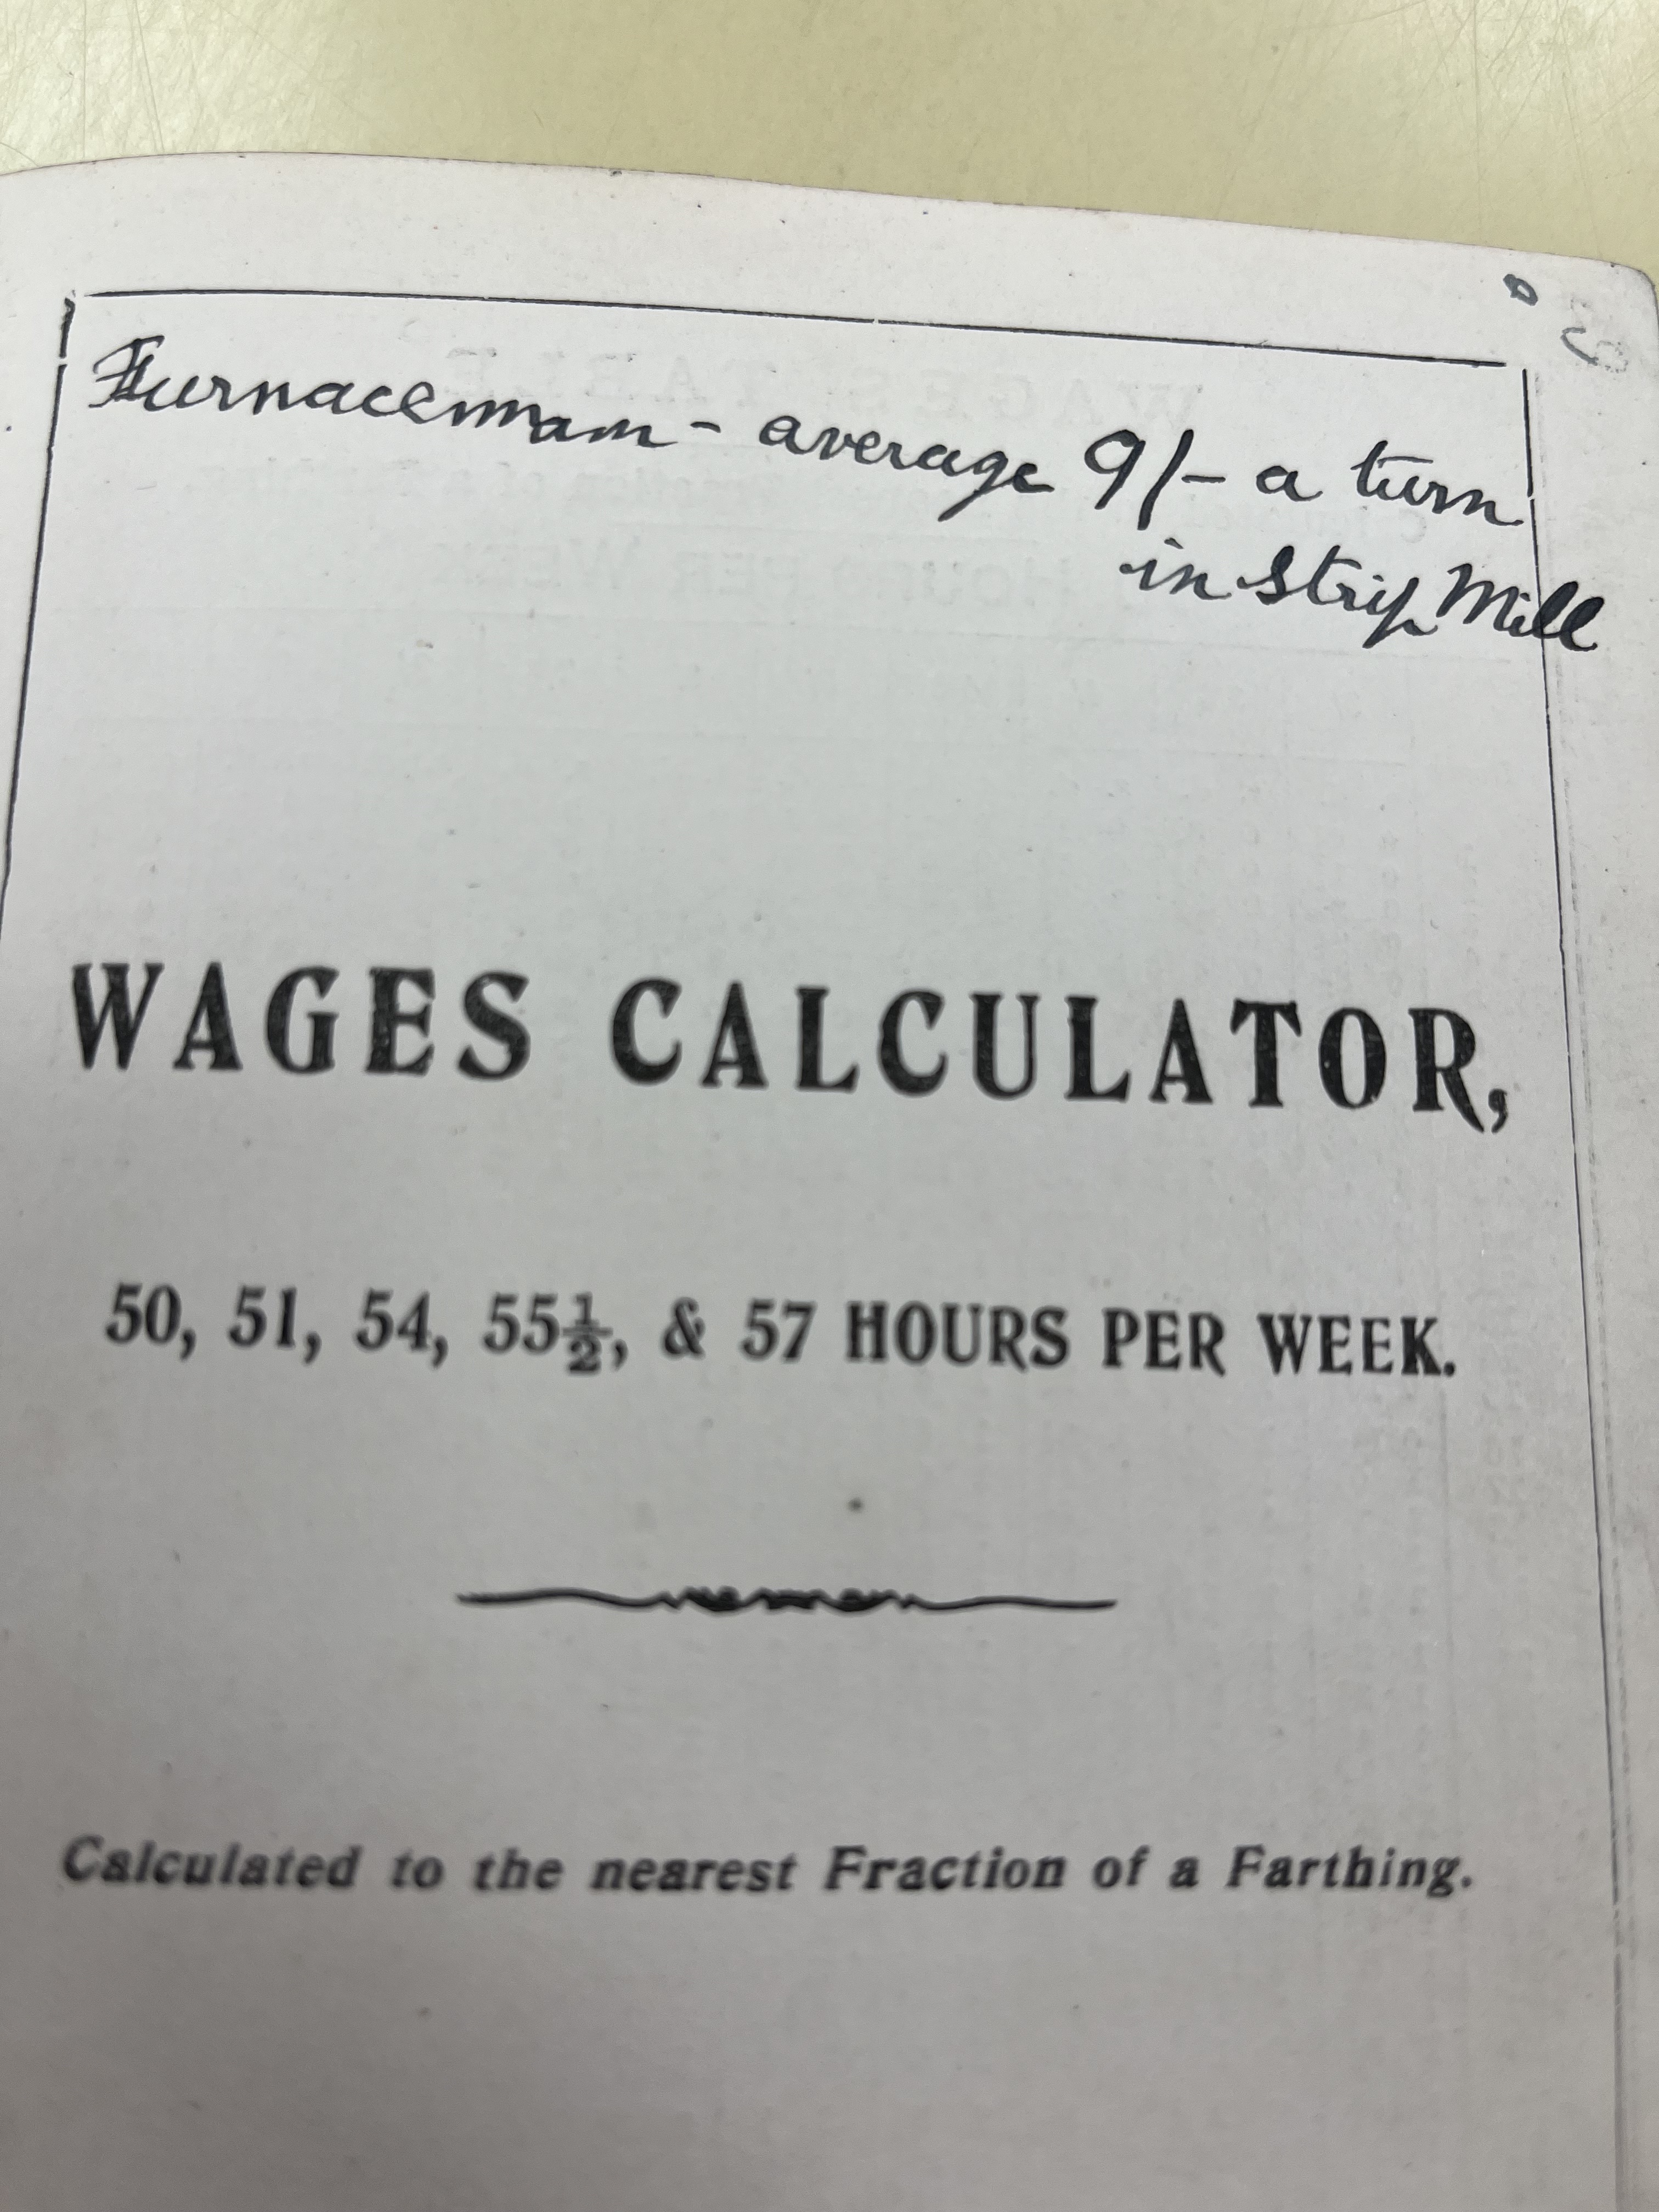 Furnaceman - average 9/- a turn
in Strip Mill
WAGES CALCULATOR,
50, 51, 54, 55½, & 57 HOURS PER WEEK.
Calculated to the nearest Fraction of a Farthing.